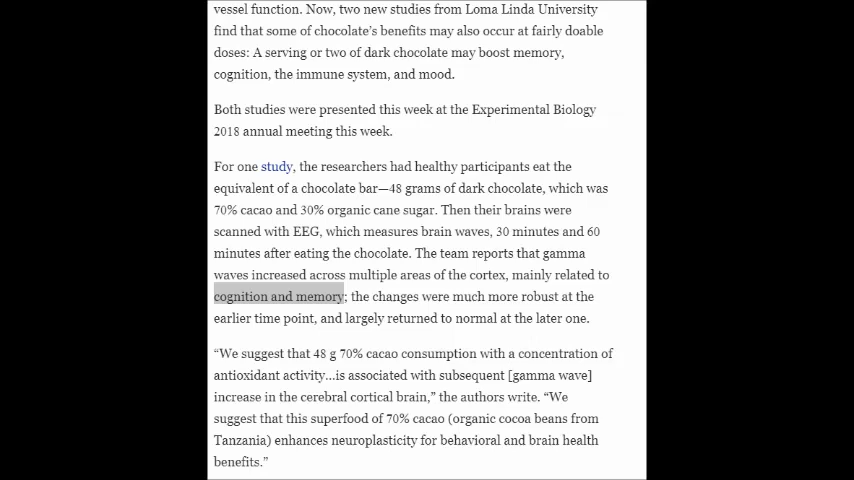 vessel function. Now, two new studies from Loma Linda University
find that some of chocolate’s benefits may also occur at fairly doable
doses: A serving or two of dark chocolate may boost memory,
cognition, the immune system, and mood.
Both studies were presented this week at the Experimental Biology
2018 annual meeting this week.
For one study, the researchers had healthy participants eat the
equivalent of a chocolate bar—48 grams of dark chocolate, which was
70% cacao and 30% organic cane sugar. Then their brains were
scanned with EEG, which measures brain waves, 30 minutes and 60
minutes after eating the chocolate. The team reports that gamma
waves increased across multiple areas of the cortex, mainly related to
cognition and memory; the changes were much more robust at the
earlier time point, and largely returned to normal at the later one.
“We suggest that 48 g 70% cacao consumption with a concentration of
antioxidant activity...is associated with subsequent [gamma wave]
increase in the cerebral cortical brain,” the authors write. “We
suggest that this superfood of 70% cacao (organic cocoa beans from
Tanzania) enhances neuroplasticity for behavioral and brain health
benefits.”